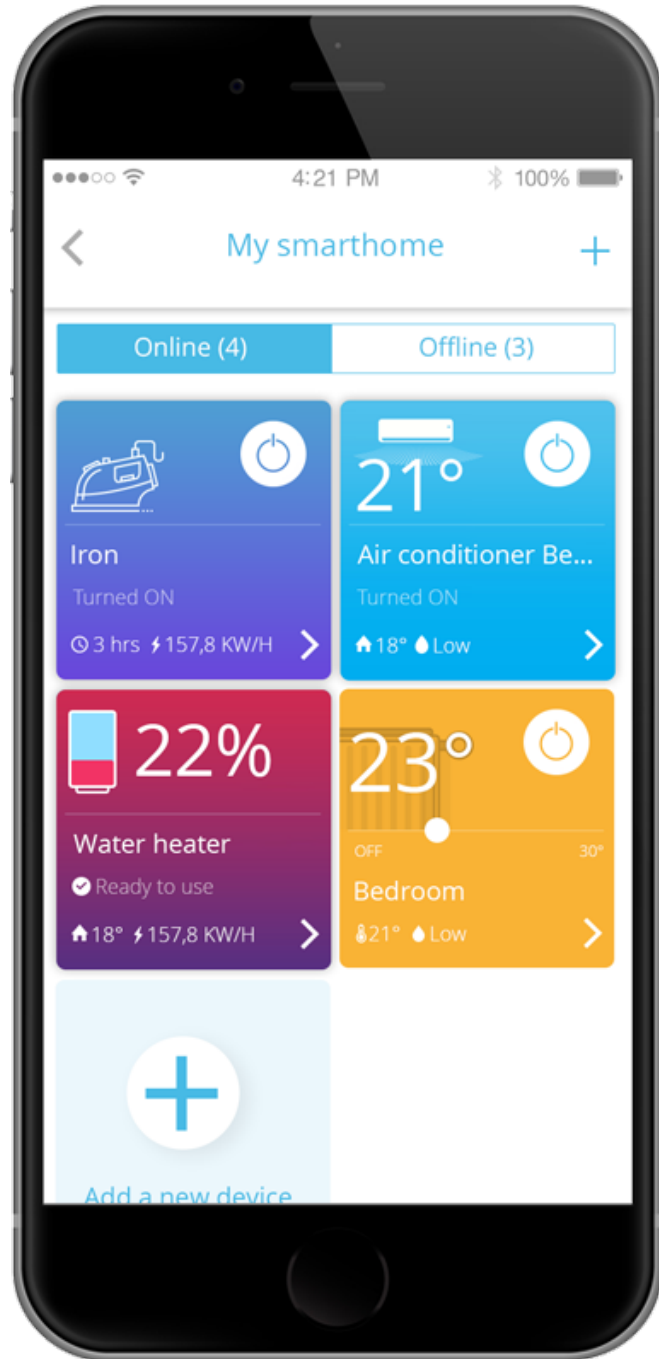 4:21 PM 100%
My smarthome
Online (4) Offline (3)
21°
Iron
Turned ON
3 hrs 157,8 KW/H
Air conditioner Be...
Turned ON
18° Low
22%
Water heater
Ready to use
18° 157,8 KW/H
23°
OFF 30°
Bedroom
21° Low
Add a new device